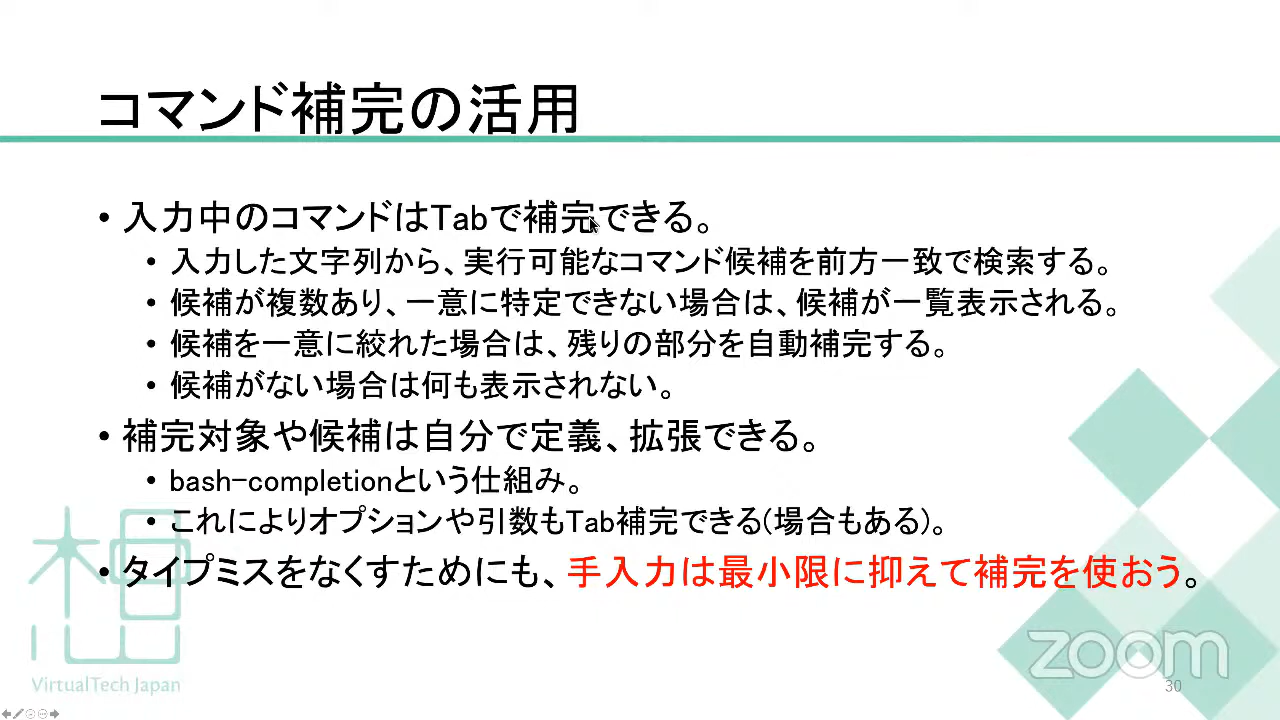 コマンド補完の活用
• 入力中のコマンドはTabで補完できる。
• 入力した文字列から、実行可能なコマンド候補を前方一致で検索する。
• 候補が複数あり、一意に特定できない場合は、候補が一覧表示される。
• 候補を一意に絞れた場合は、残りの部分を自動補完する。
• 候補がない場合は何も表示されない。
• 補完対象や候補は自分で定義、拡張できる。
• bash-completionという仕組み。
• これによりオプションや引数もTab補完できる(場合もある)。
• タイプミスをなくすためにも、手入力は最小限に抑えて補完を使おう。
想
VirtualTech Japan
zoom
30